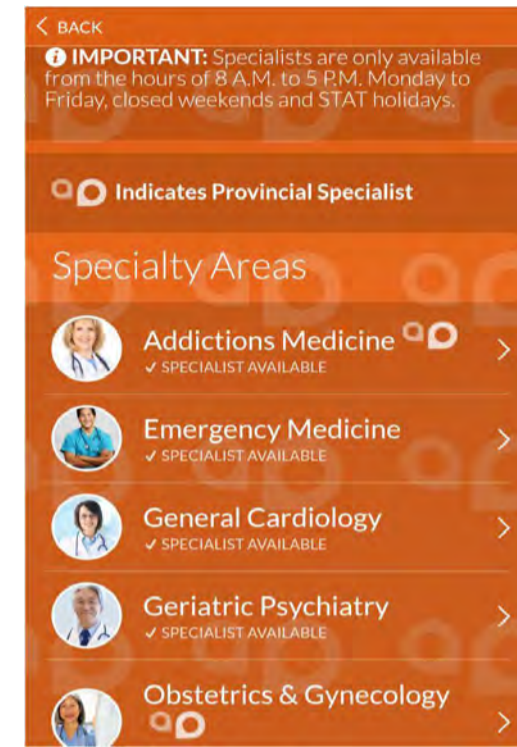 BACK
IMPORTANT: Specialists are only available
from the hours of 8 A.M. to 5 P.M. Monday to
Friday, closed weekends and STAT holidays.
Indicates Provincial Specialist
Specialty Areas
Addictions Medicine
✓ SPECIALIST AVAILABLE
Emergency Medicine
✓ SPECIALIST AVAILABLE
General Cardiology
✓ SPECIALIST AVAILABLE
Geriatric Psychiatry
✓ SPECIALIST AVAILABLE
Obstetrics & Gynecology